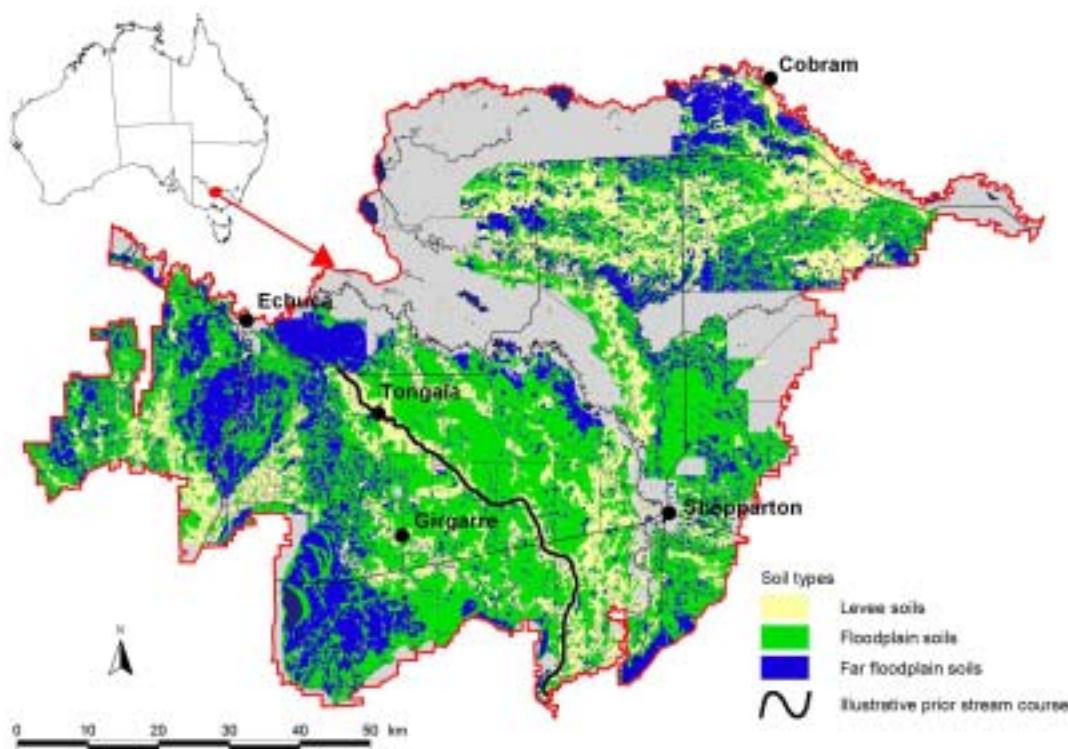 Cobram
Echuca
Tongala
Girgarre
Shepparton
Soil types
Levee soils
Floodplain soils
Far floodplain soils
Illustrative prior stream course
N
0 10 20 30 40 50 km